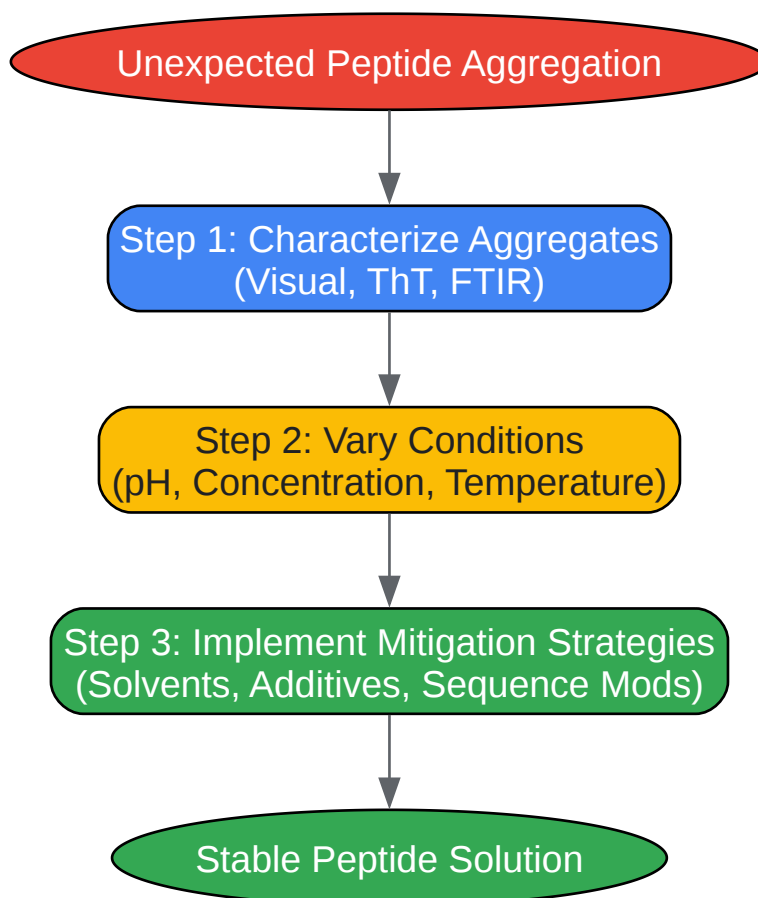 Unexpected Peptide Aggregation
Step 1: Characterize Aggregates
(Visual, ThT, FTIR)
Step 2: Vary Conditions
(pH, Concentration, Temperature)
Step 3: Implement Mitigation Strategies
(Solvents, Additives, Sequence Mods)
Stable Peptide Solution